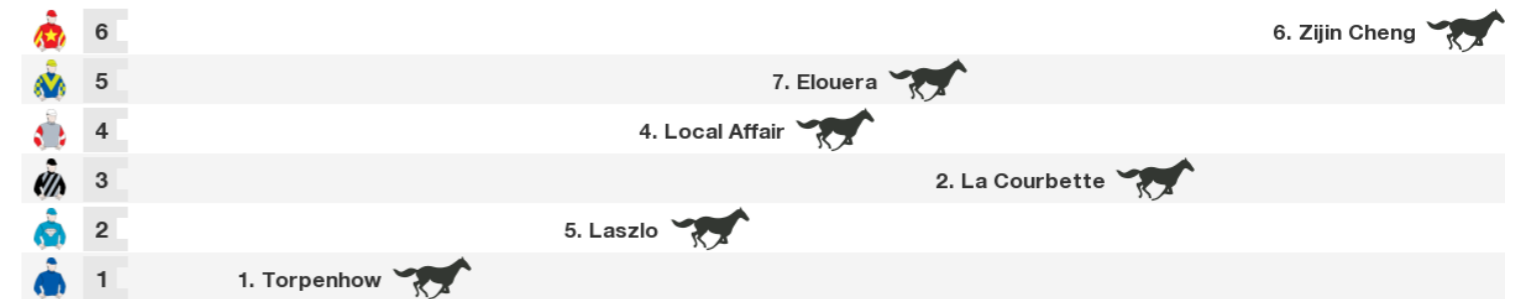 6 6. Zijin Cheng
5 7. Elouera
4 4. Local Affair
3 2. La Courbette
2 5. Laszlo
1 1. Torpenhow